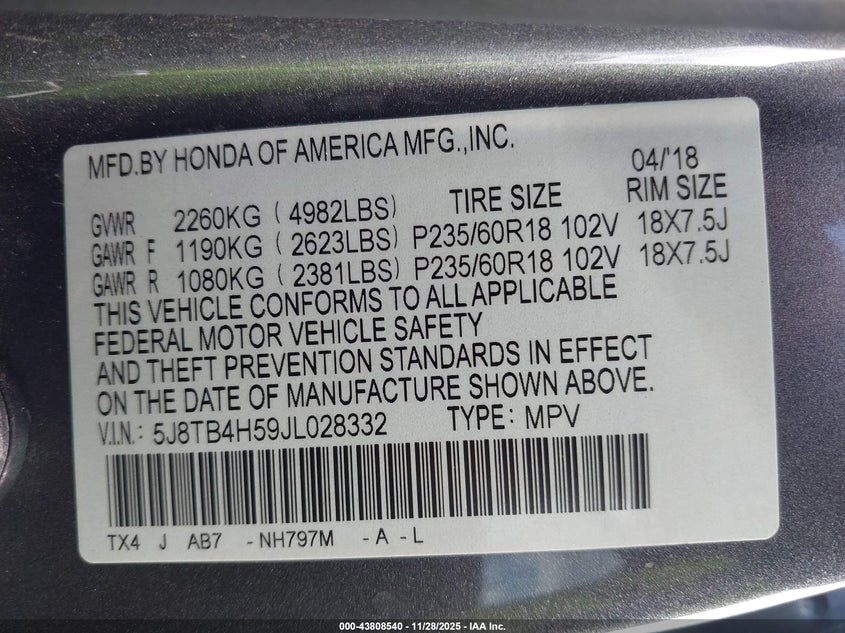 MFD.BY HONDA OF AMERICA MFG.,INC. 04/'18
TIRE SIZE RIM SIZE
GVWR 2260KG ( 4982LBS)
GAWR F 1190KG ( 2623LBS) P235/60R18 102V 18X7.5J
GAWR R 1080KG ( 2381LBS) P235/60R18 102V 18X7.5J
THIS VEHICLE CONFORMS TO ALL APPLICABLE
FEDERAL MOTOR VEHICLE SAFETY
AND THEFT PREVENTION STANDARDS IN EFFECT
ON THE DATE OF MANUFACTURE SHOWN ABOVE.
V.I.N.: 5J8TB4H59JL028332 TYPE: MPV
TX4 J AB7 -NH797M -A -L
000-43808540 - 11/28/2025 - IAA Inc.